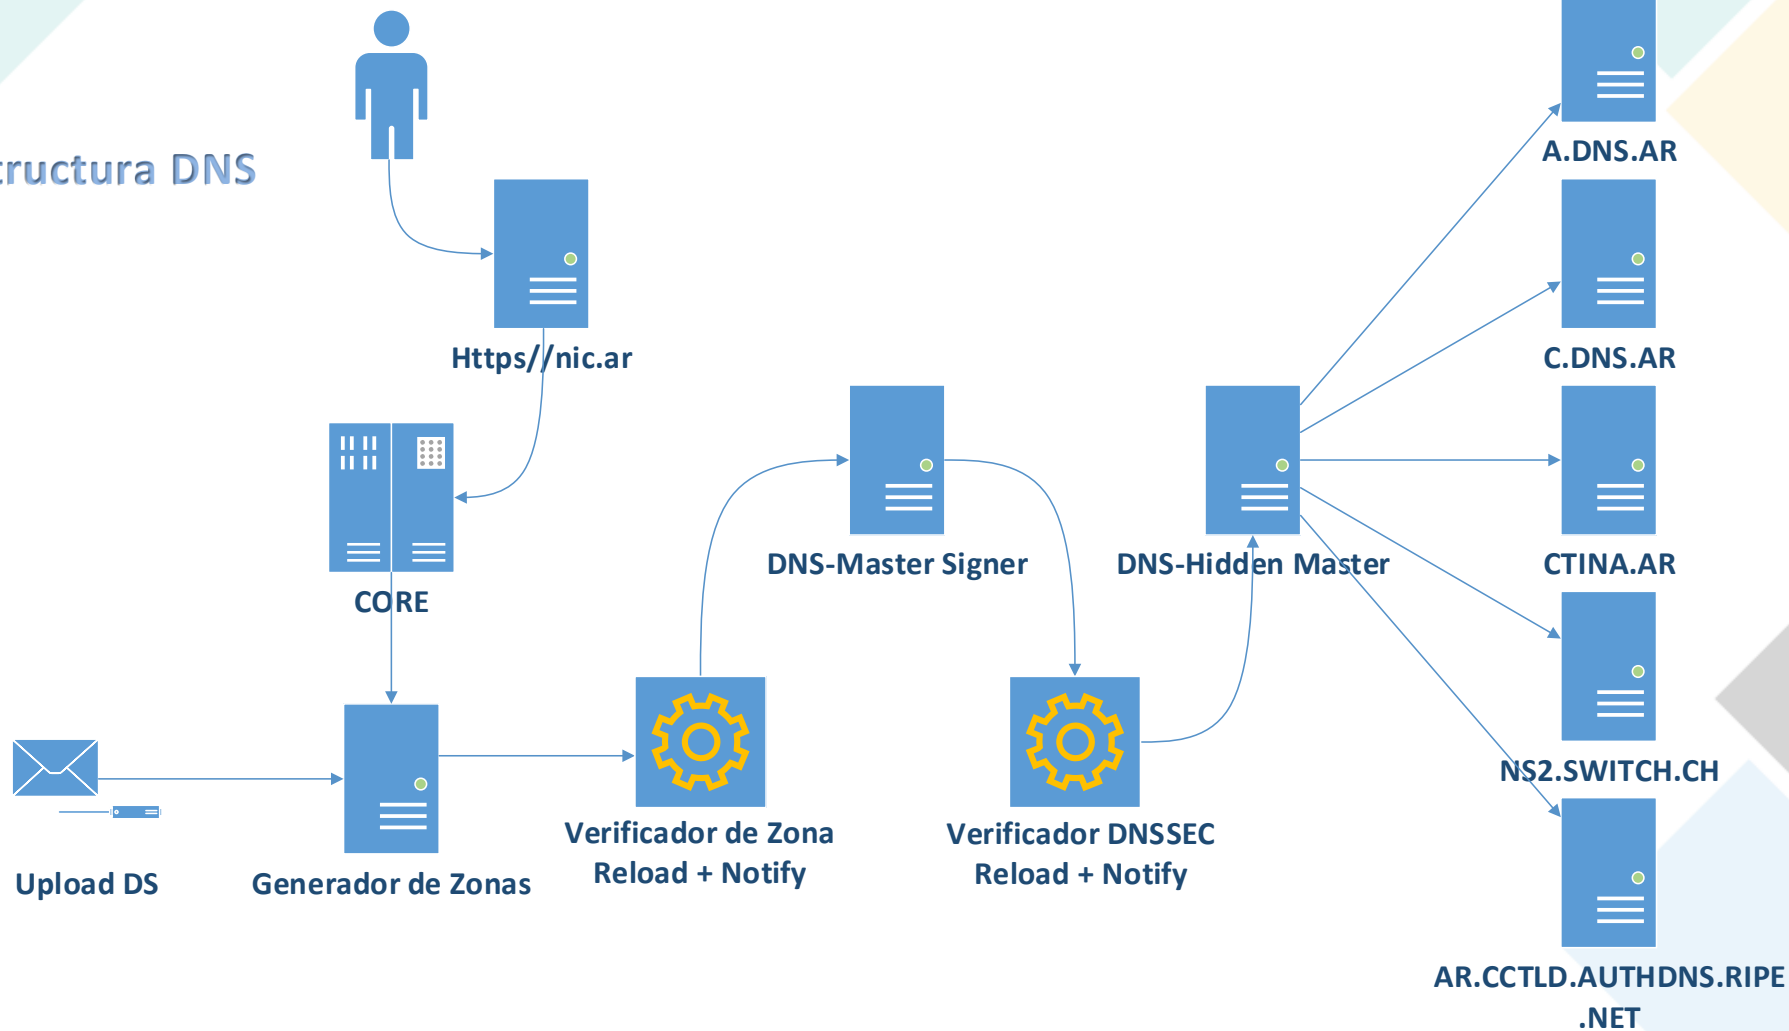 tructura DNS
Https//nic.ar
CORE
Upload DS
Generador de Zonas
Verificador de Zona
Reload + Notify
DNS-Master Signer
Verificador DNSSEC
Reload + Notify
DNS-Hidden Master
A.DNS.AR
C.DNS.AR
CTINA.AR
NS2.SWITCH.CH
AR.CCTLD.AUTHDNS.RIPE
.NET